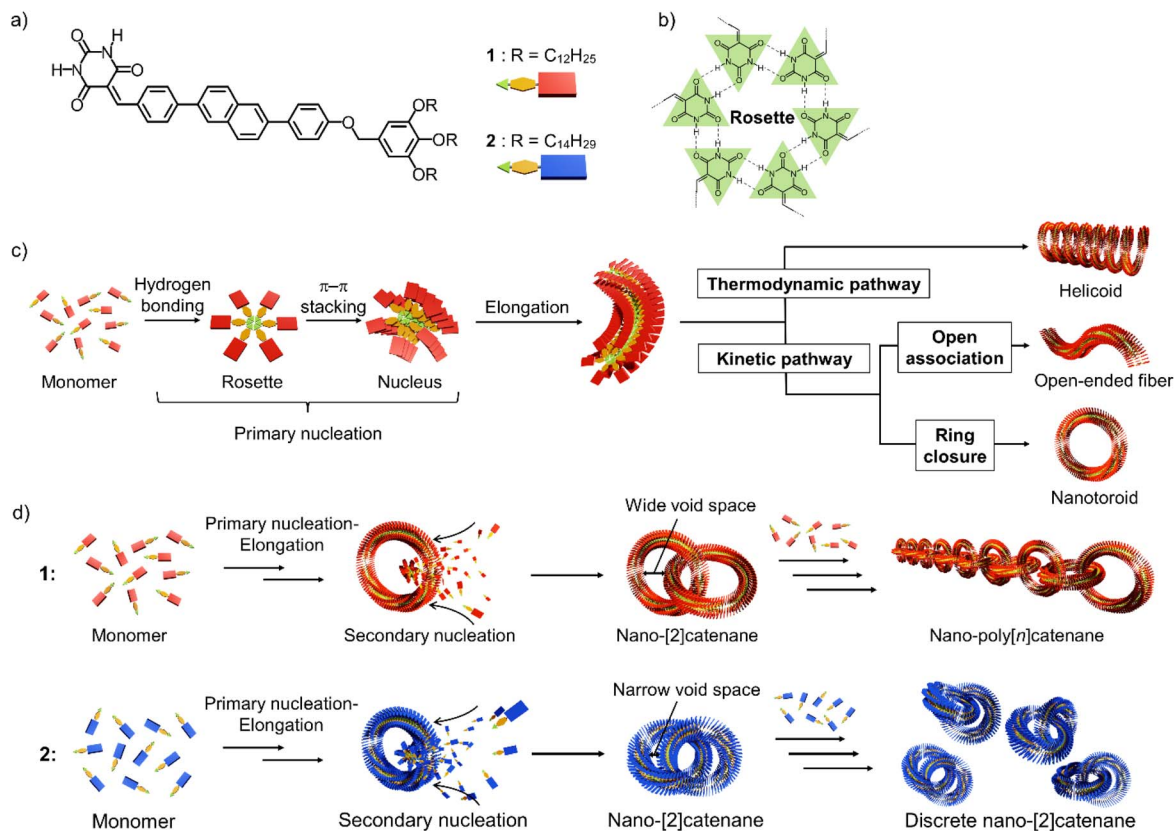 a)
1 : R = C₁₂H₂₅
2 : R = C₁₄H₂₉
O
H
N
H
N
O
O
O
OR
OR
OR
b)
Rosette
c)
Monomer
Hydrogen
bonding
Rosette
π–π
stacking
Nucleus
Primary nucleation
Elongation
Thermodynamic pathway
Helicoid
Kinetic pathway
Open
association
Open-ended fiber
Ring
closure
Nanotoroid
d)
1:
Monomer
Primary nucleation-
Elongation
Secondary nucleation
Wide void space
Nano-[2]catenane
Nano-poly[n]catenane
2:
Monomer
Primary nucleation-
Elongation
Secondary nucleation
Narrow void space
Nano-[2]catenane
Discrete nano-[2]catenane